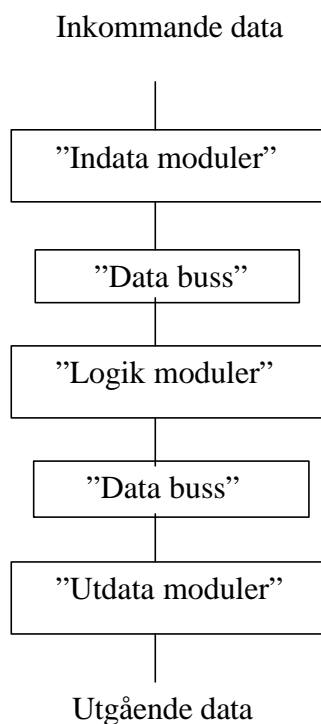 Inkommande data
”Indata moduler”
”Data buss”
”Logik moduler”
”Data buss”
”Utdata moduler”
Utgående data